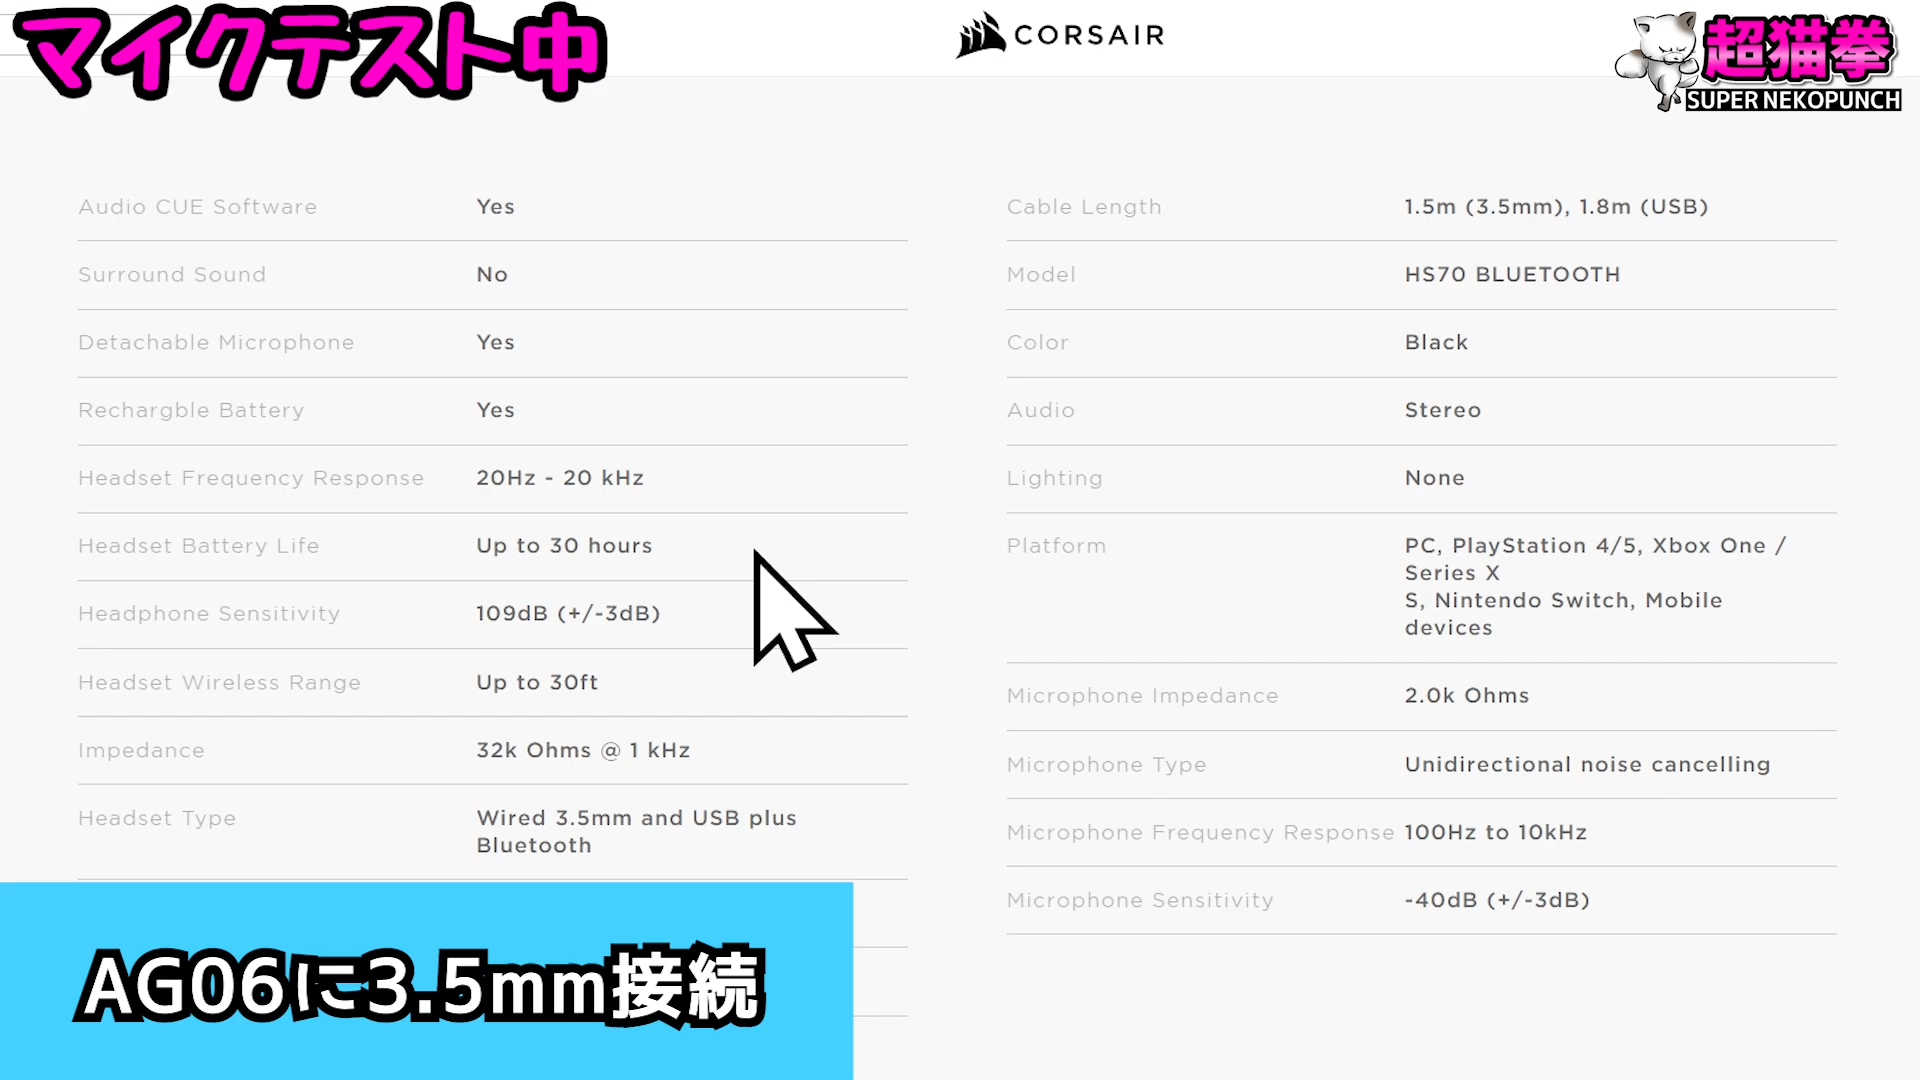 マイクテスト中
CORSAIR
超猫拳
SUPER NEKOPUNCH
Audio CUE Software Yes
Surround Sound No
Detachable Microphone Yes
Rechargble Battery Yes
Headset Frequency Response 20Hz - 20 kHz
Headset Battery Life Up to 30 hours
Headphone Sensitivity 109dB (+/-3dB)
Headset Wireless Range Up to 30ft
Impedance 32k Ohms @ 1 kHz
Headset Type Wired 3.5mm and USB plus
Bluetooth
Cable Length 1.5m (3.5mm), 1.8m (USB)
Model HS70 BLUETOOTH
Color Black
Audio Stereo
Lighting None
Platform PC, PlayStation 4/5, Xbox One /
Series X
S, Nintendo Switch, Mobile
devices
Microphone Impedance 2.0k Ohms
Microphone Type Unidirectional noise cancelling
Microphone Frequency Response 100Hz to 10kHz
Microphone Sensitivity -40dB (+/-3dB)
AG06に3.5mm接続